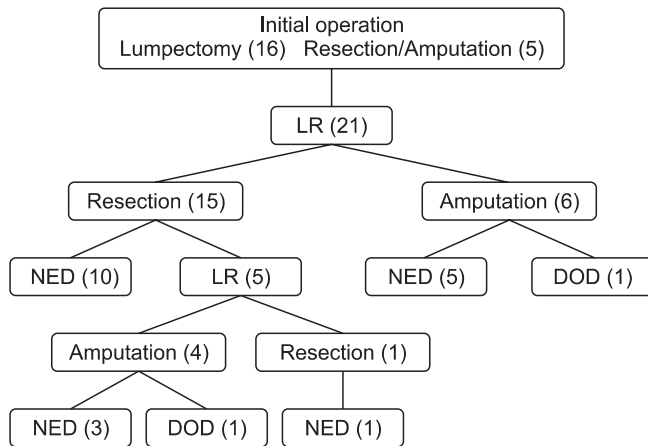 Initial operation
Lumpectomy (16) Resection/Amputation (5)
LR (21)
Resection (15) Amputation (6)
NED (10) LR (5) NED (5) DOD (1)
Amputation (4) Resection (1)
NED (3) DOD (1) NED (1)